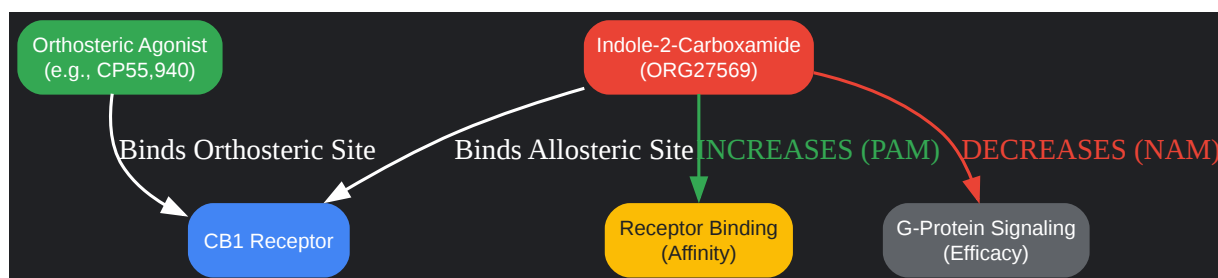 Orthosteric Agonist
(e.g., CP55,940)
Indole-2-Carboxamide
(ORG27569)
Binds Orthosteric Site
Binds Allosteric Site
INCREASES (PAM)
DECREASES (NAM)
CB1 Receptor
Receptor Binding
(Affinity)
G-Protein Signaling
(Efficacy)